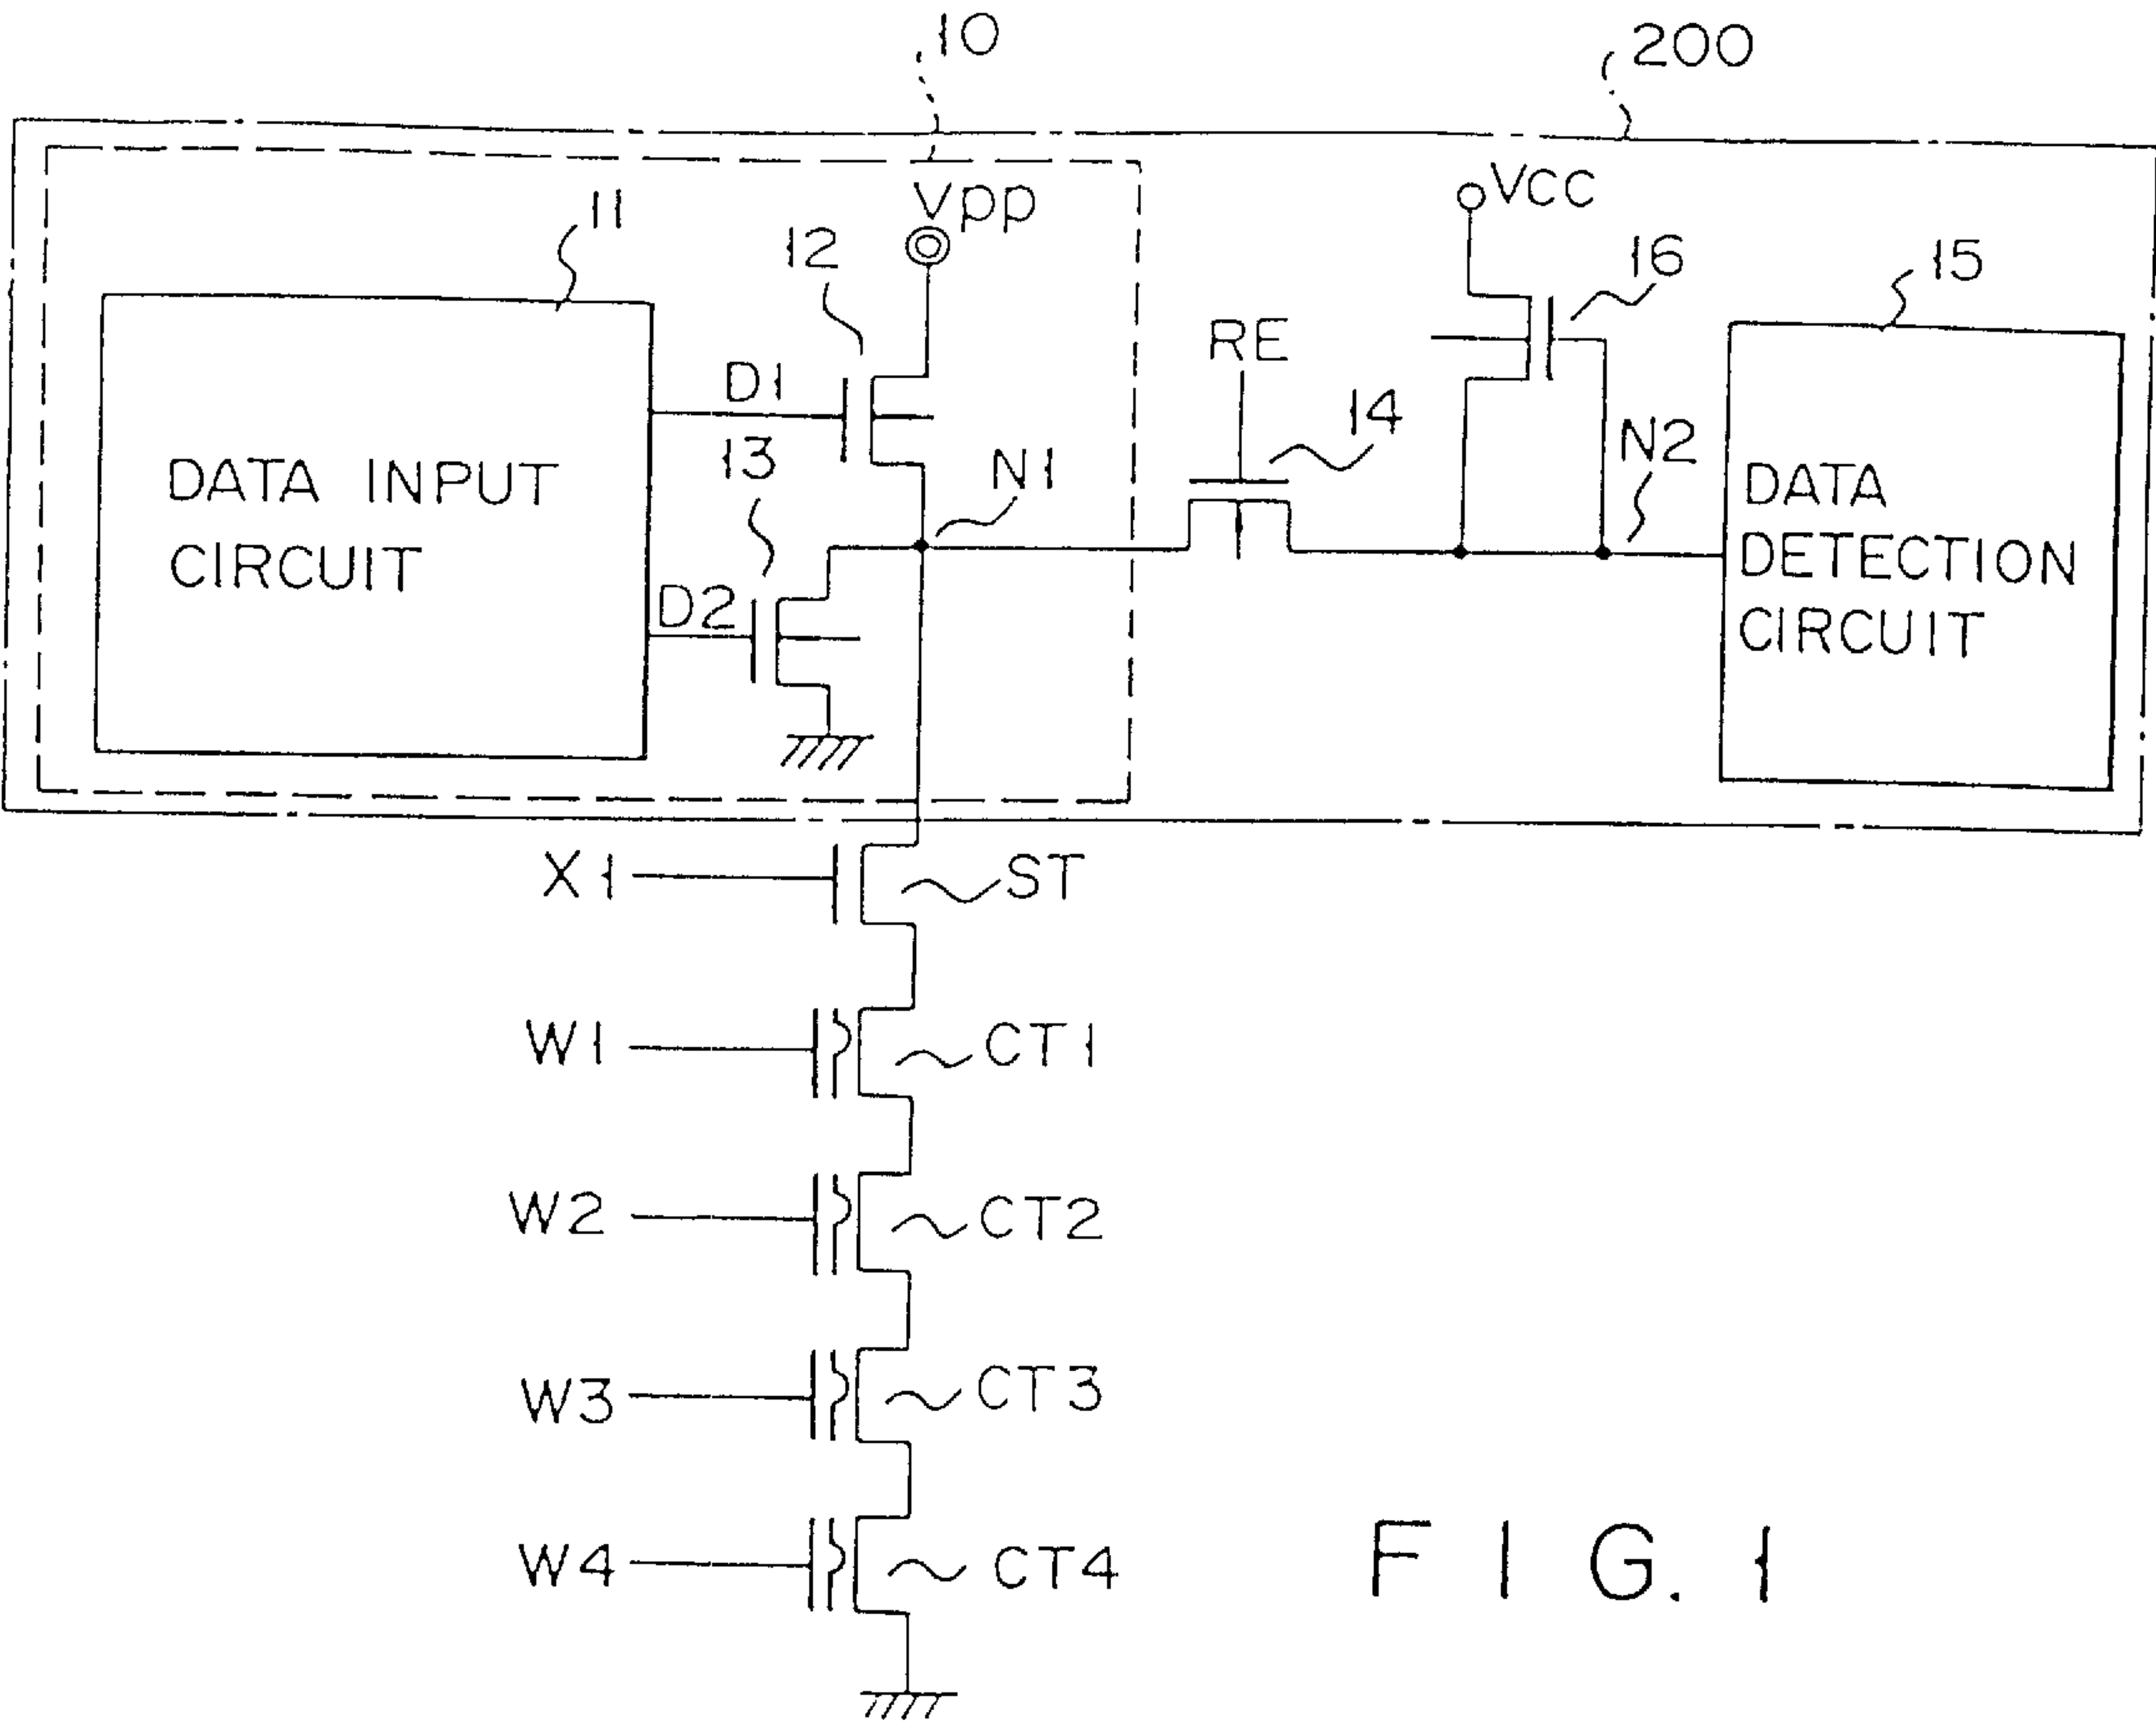 10
200
Vpp
VCC
11
12
16
15
RE
D1
14
13
N1
N2
DATA INPUT
CIRCUIT
DATA
DETECTION
CIRCUIT
D2
X1
ST
W1
CT1
W2
CT2
W3
CT3
W4
CT4
FIG. 1